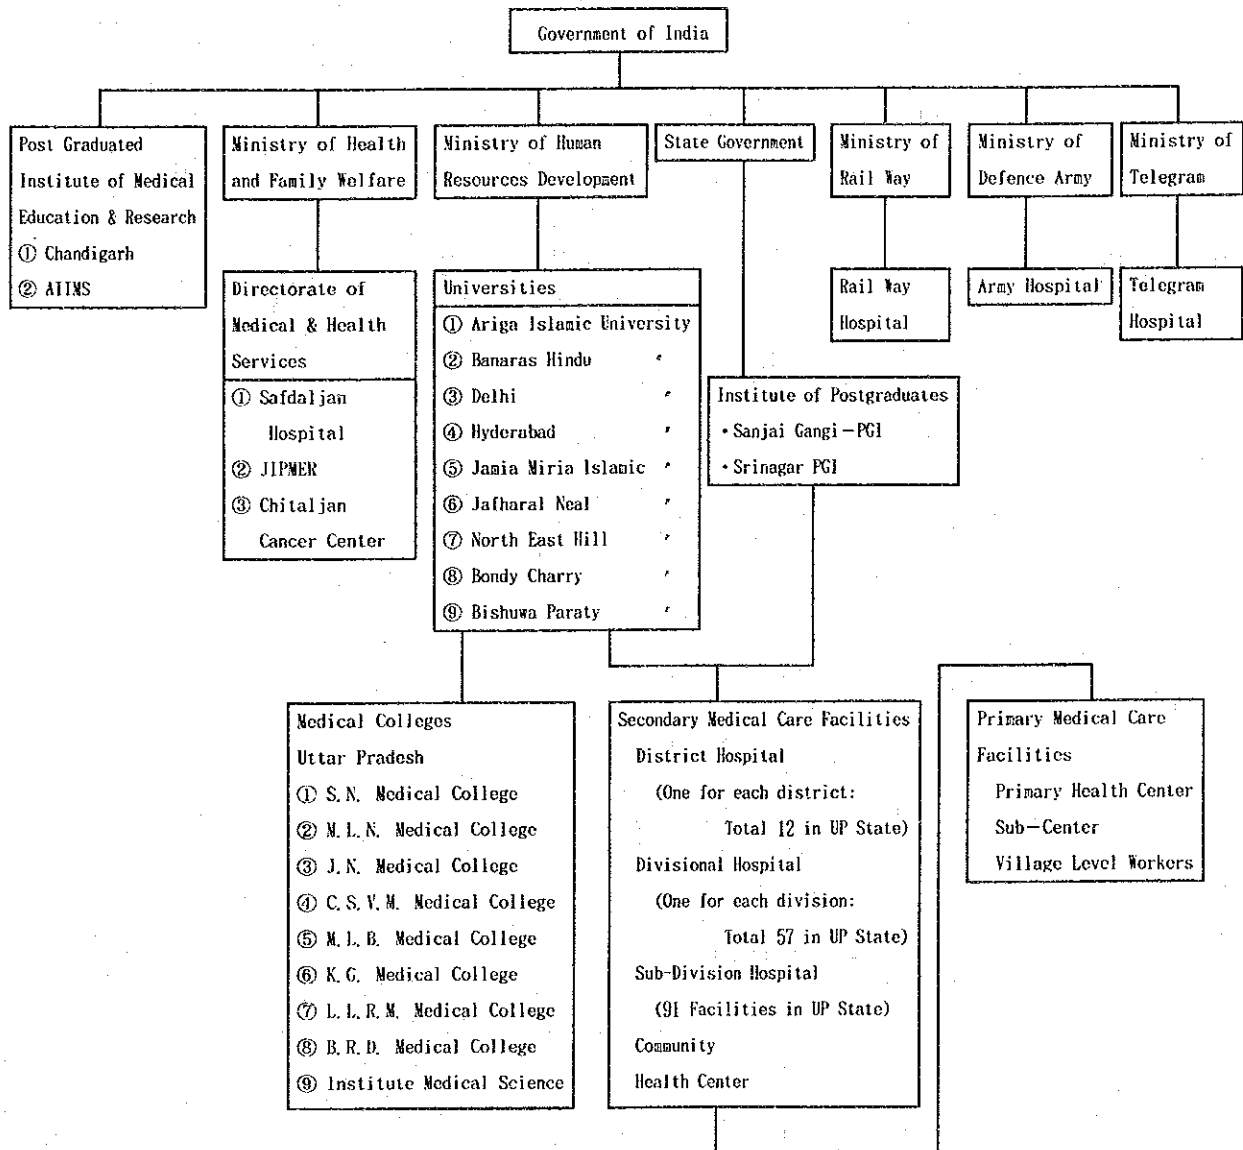 Government of India
Post Graduated
Institute of Medical
Education & Research
① Chandigarh
② AIIMS
Ministry of Health
and Family Welfare
Ministry of Human
Resources Development
State Government
Ministry of
Rail Way
Ministry of
Defence Army
Ministry of
Telegram
Directorate of
Medical & Health
Services
① Safdaljan
Hospital
② JIPMER
③ Chitaljan
Cancer Center
Universities
① Ariga Islamic University
② Banaras Hindu 〃
③ Delhi 〃
④ Hyderabad 〃
⑤ Jamia Miria Islamic 〃
⑥ Jafharal Neal 〃
⑦ North East Hill 〃
⑧ Bondy Charry 〃
⑨ Bishuwa Paraty 〃
Rail Way
Hospital
Army Hospital
Telegram
Hospital
Institute of Postgraduates
・Sanjai Gangi-PGI
・Srinagar PGI
Medical Colleges
Uttar Pradesh
① S.N. Medical College
② M.L.N. Medical College
③ J.N. Medical College
④ C.S.V.M. Medical College
⑤ M.L.B. Medical College
⑥ K.G. Medical College
⑦ L.L.R.M. Medical College
⑧ B.R.D. Medical College
⑨ Institute Medical Science
Secondary Medical Care Facilities
District Hospital
(One for each district:
Total 12 in UP State)
Divisional Hospital
(One for each division:
Total 57 in UP State)
Sub-Division Hospital
(91 Facilities in UP State)
Community
Health Center
Primary Medical Care
Facilities
Primary Health Center
Sub-Center
Village Level Workers